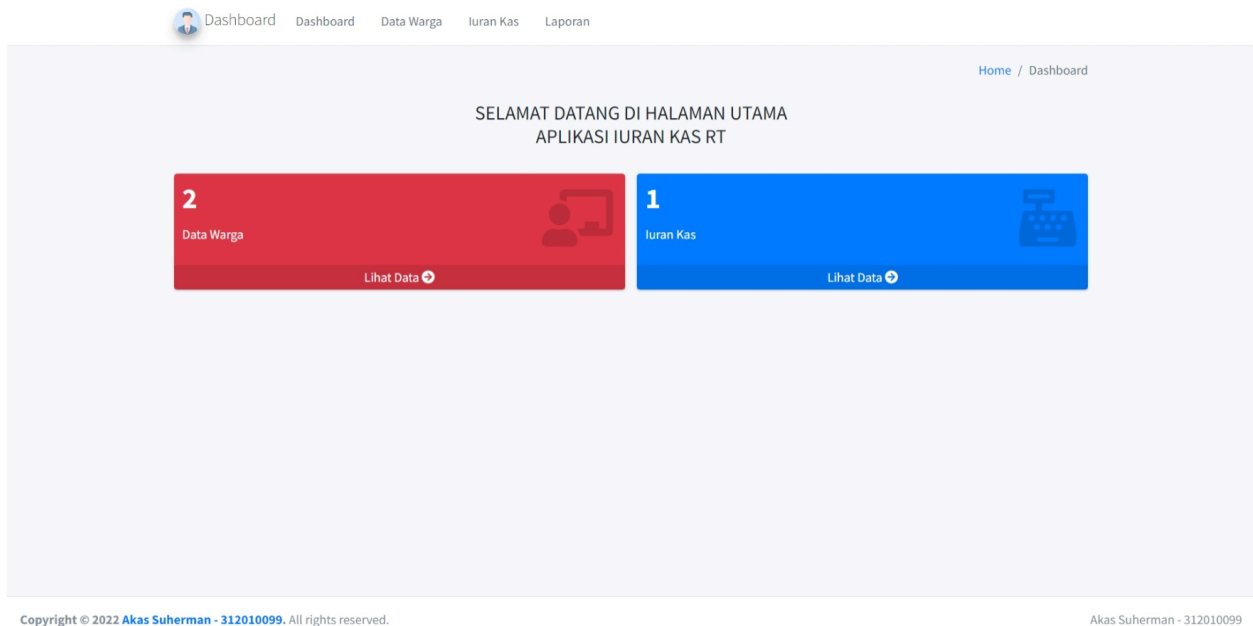 Dashboard Dashboard Data Warga Iuran Kas Laporan
Home / Dashboard
SELAMAT DATANG DI HALAMAN UTAMA
APLIKASI IURAN KAS RT
2
Data Warga
Lihat Data
1
Iuran Kas
Lihat Data
Copyright © 2022 Akas Suherman - 312010099. All rights reserved.
Akas Suherman - 312010099